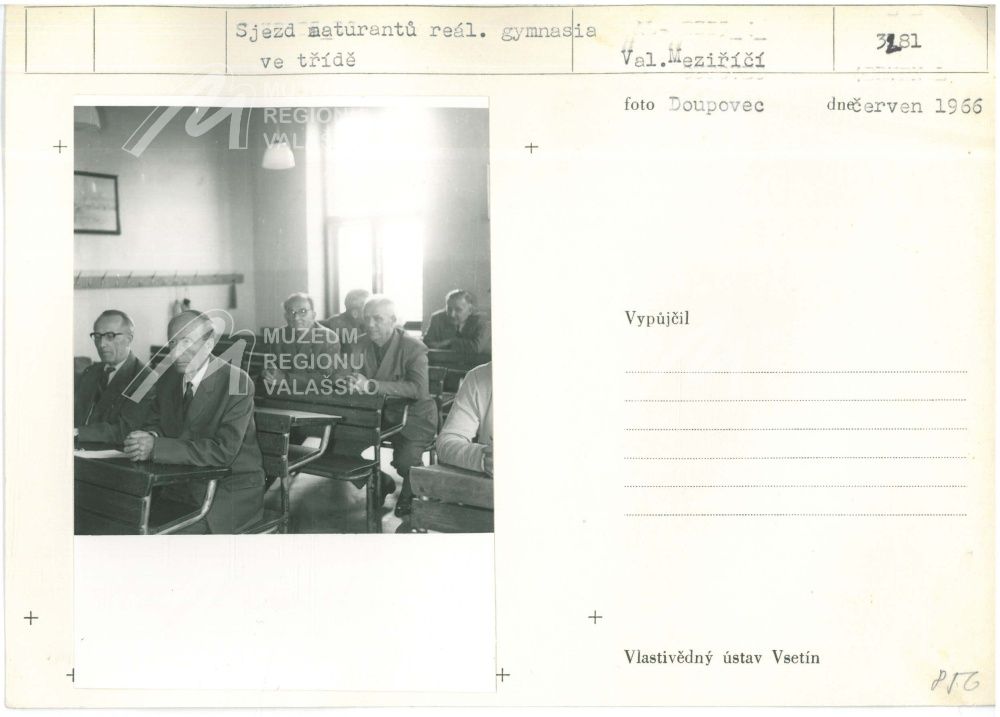 Sjezd maturantů reál. gymnasia
ve třídě
Val.Meziříčí
3281
foto Doupovec
dne červen 1966
MUZEUM
REGIONU
VALAŠSKO
MUZEUM
REGIONU
VALAŠSKO
Vypůjčil
Vlastivědný ústav Vsetín
856